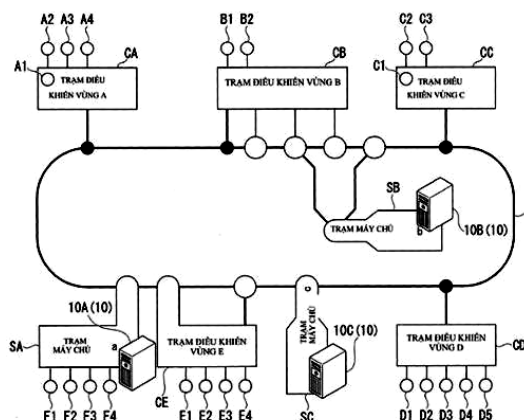 A2 A3 A4 CA B1 B2 CB C2 C3 CC
A1 TRẠM ĐIỀU
KHIỂN VÙNG A
TRẠM ĐIỀU KHIỂN VÙNG B
C1 TRẠM ĐIỀU
KHIỂN VÙNG C
SB
TRẠM MÁY CHỦ
b
10B(10)
10A(10)
SA
TRẠM
MÁY CHỦ
a
TRẠM ĐIỀU KHIỂN
VÙNG E
CE
c
TRẠM
MÁY CHỦ
10C(10)
SC
TRẠM ĐIỀU KHIỂN
VÙNG D
CD
F1 F2 F3 F4 E1 E2 E3 E4 D1 D2 D3 D4 D5